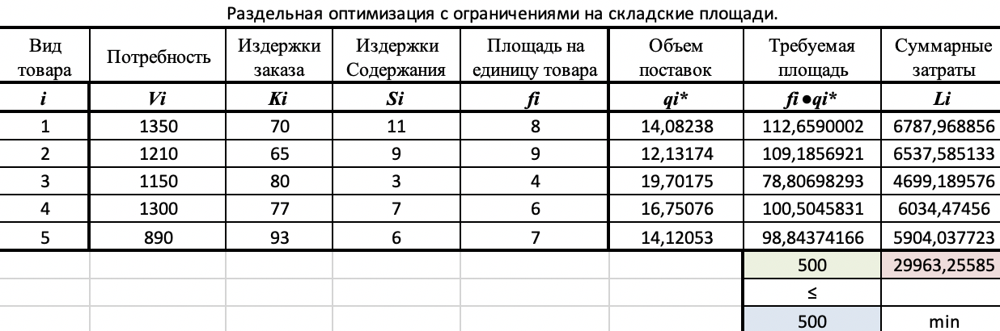 Раздельная оптимизация с ограничениями на складские площади.
Вид товара Потребность Издержки заказа Издержки Содержания Площадь на единицу товара Объем поставок Требуемая площадь Суммарные затраты
i Vi Ki Si fi qi* fi•qi* Li
1 1350 70 11 8 14,08238 112,6590002 6787,968856
2 1210 65 9 9 12,13174 109,1856921 6537,585133
3 1150 80 3 4 19,70175 78,80698293 4699,189576
4 1300 77 7 6 16,75076 100,5045831 6034,47456
5 890 93 6 7 14,12053 98,84374166 5904,037723
500 29963,25585
≤
500 min